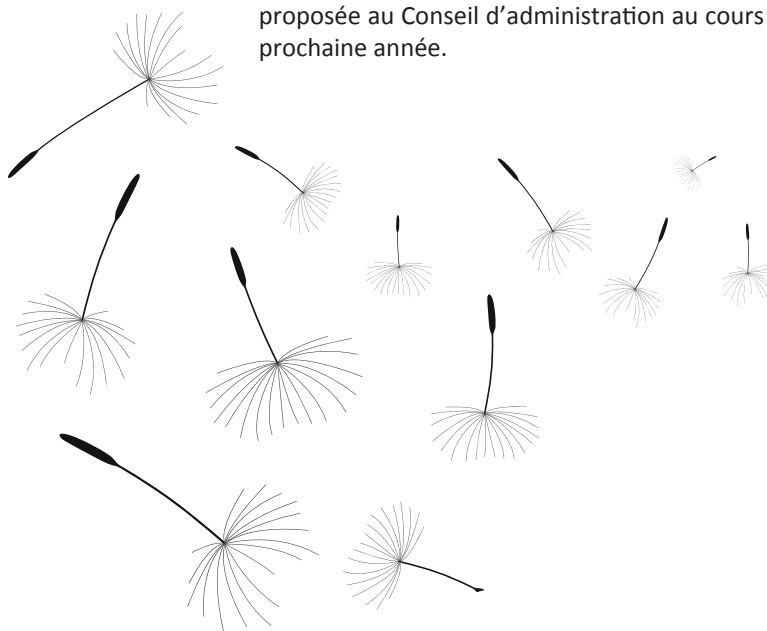 proposée au Conseil d’administration au cours
prochaine année.